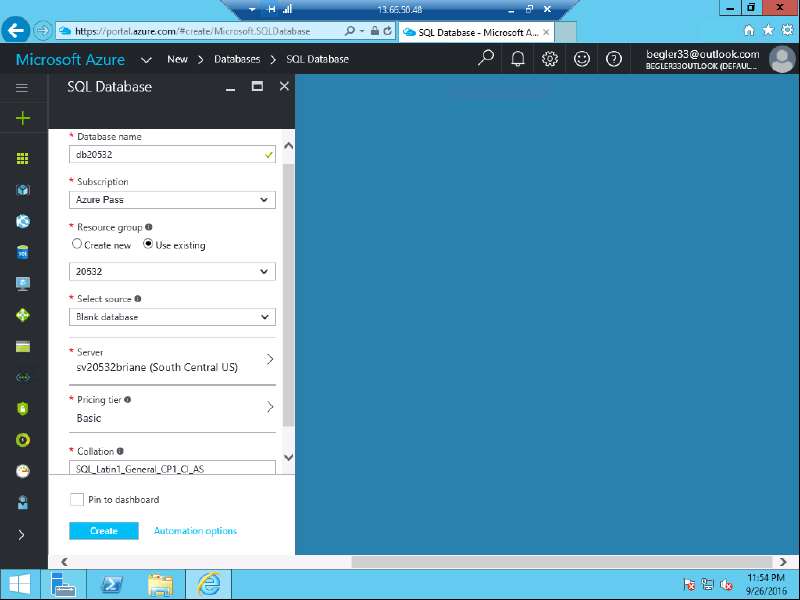 13.66.50.48
https://portal.azure.com/#create/Microsoft.SQLDatabase
SQL Database - Microsoft A...
Microsoft Azure
New
Databases
SQL Database
begler33@outlook.com
BEGLER33OUTLOOK (DEFAUL...
SQL Database
* Database name
db20532
* Subscription
Azure Pass
* Resource group
Create new
Use existing
20532
* Select source
Blank database
* Server
sv20532briane (South Central US)
* Pricing tier
Basic
* Collation
SQL_Latin1_General_CP1_CI_AS
Pin to dashboard
Create
Automation options
SQL
11:54 PM
9/26/2016